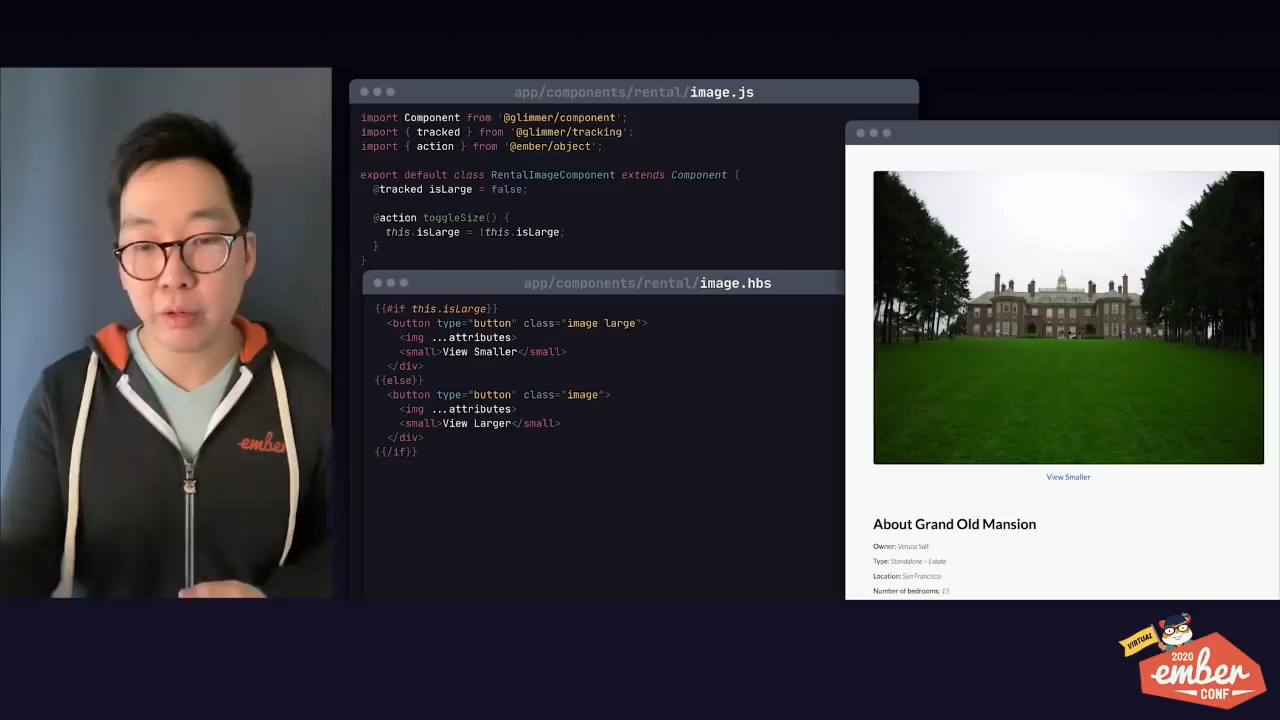 app/components/rental/image.js
import Component from '@glimmer/component';
import { tracked } from '@glimmer/tracking';
import { action } from '@ember/object';
export default class RentalImageComponent extends Component {
@tracked isLarge = false;
@action toggleSize() {
this.isLarge = !this.isLarge;
}
}
app/components/rental/image.hbs
{{#if this.isLarge}}
<button type="button" class="image large">
<img ...attributes>
<small>View Smaller</small>
</div>
{{else}}
<button type="button" class="image">
<img ...attributes>
<small>View Larger</small>
</div>
{{/if}}
View Smaller
About Grand Old Mansion
Owner: Veruca Salt
Type: Standalone – Estate
Location: San Francisco
Number of bedrooms: 15
ember
VIRTUAL
2020
ember
CONF